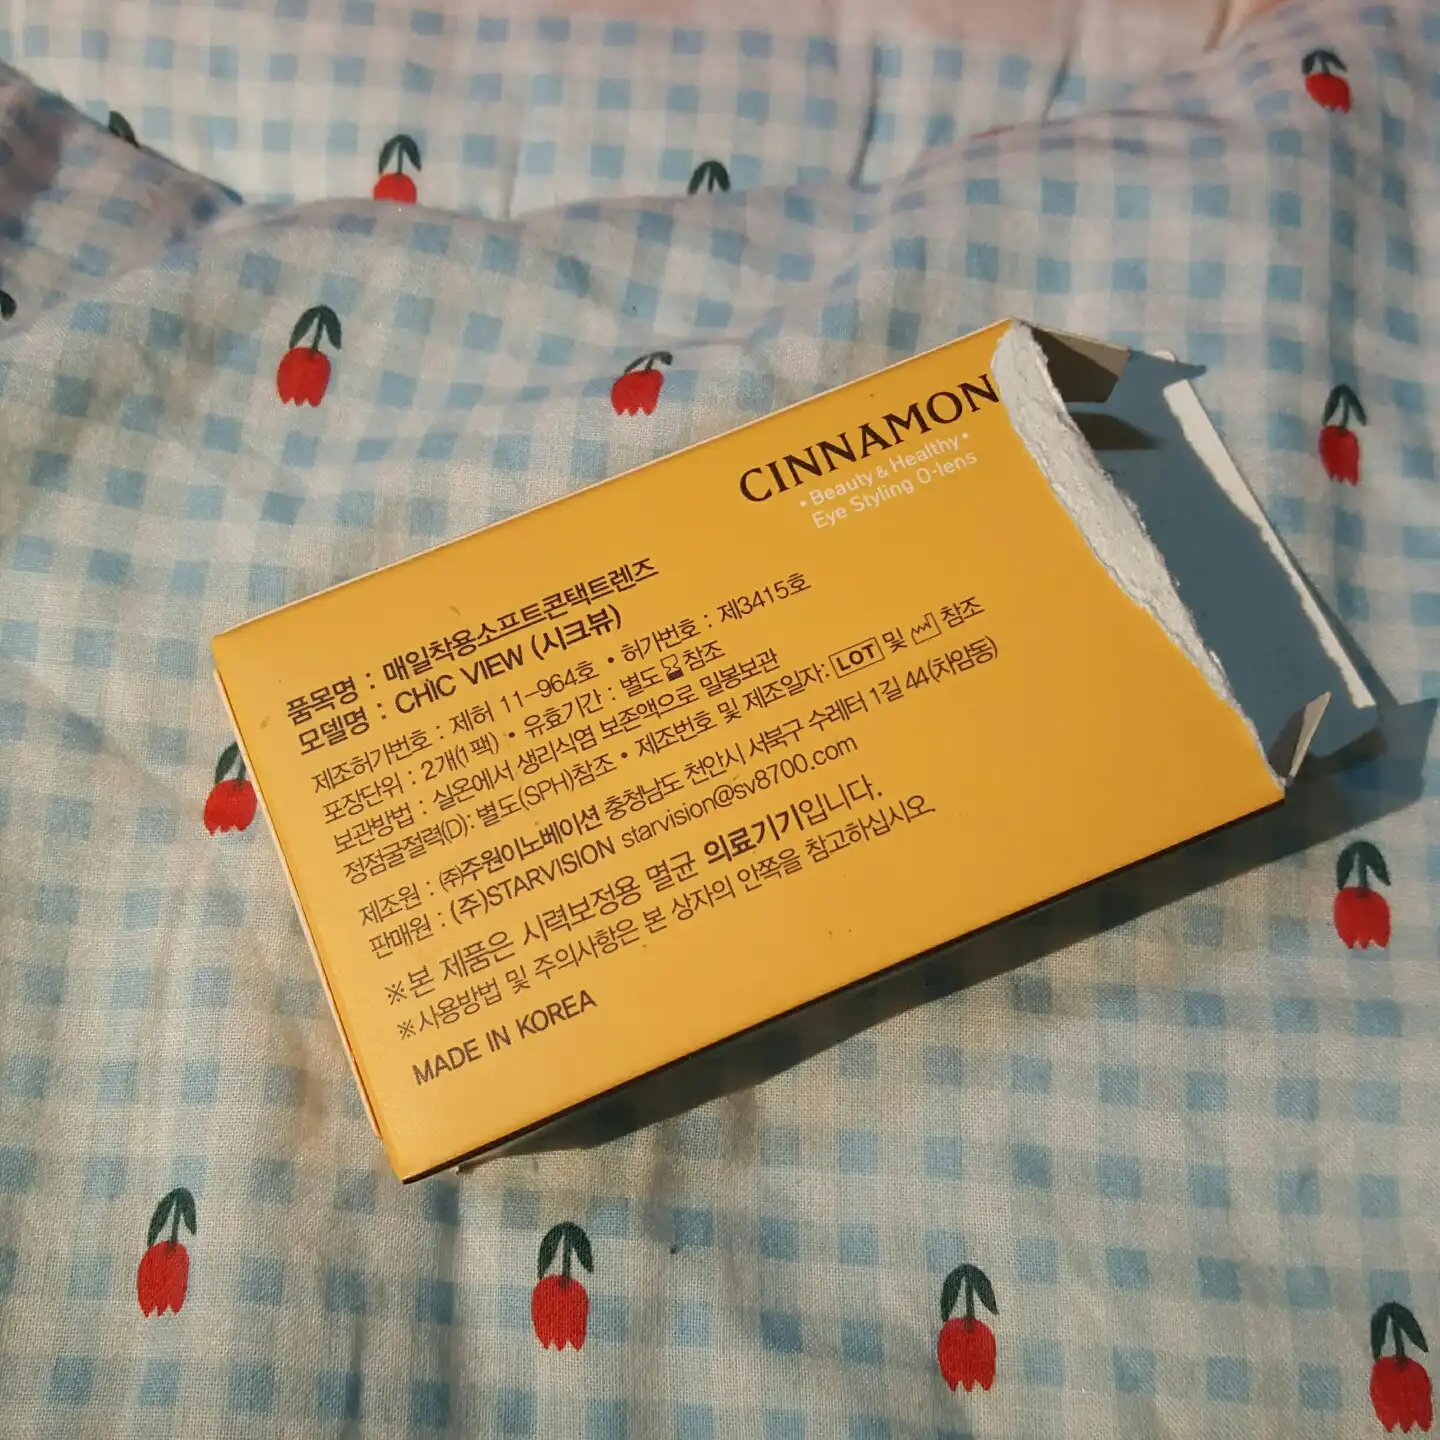 CINNAMON
• Beauty & Healthy •
Eye Styling O-lens
품목명 : 매일착용소프트콘택트렌즈
모델명 : CHIC VIEW (시크뷰)
제조허가번호 : 제허 11-964호 • 허가번호 : 제3415호
포장단위 : 2개(1팩) • 유효기간 : 별도 참조
보관방법 : 실온에서 생리식염 보존액으로 밀봉보관
정점굴절력(D): 별도(SPH)참조 • 제조번호 및 제조일자: LOT 및 참조
제조원 : ㈜주원이노베이션 충청남도 천안시 서북구 수레터 1길 44(차암동)
판매원 : (주)STARVISION starvision@sv8700.com
※본 제품은 시력보정용 멸균 의료기기입니다.
※사용방법 및 주의사항은 본 상자의 안쪽을 참고하십시오.
MADE IN KOREA